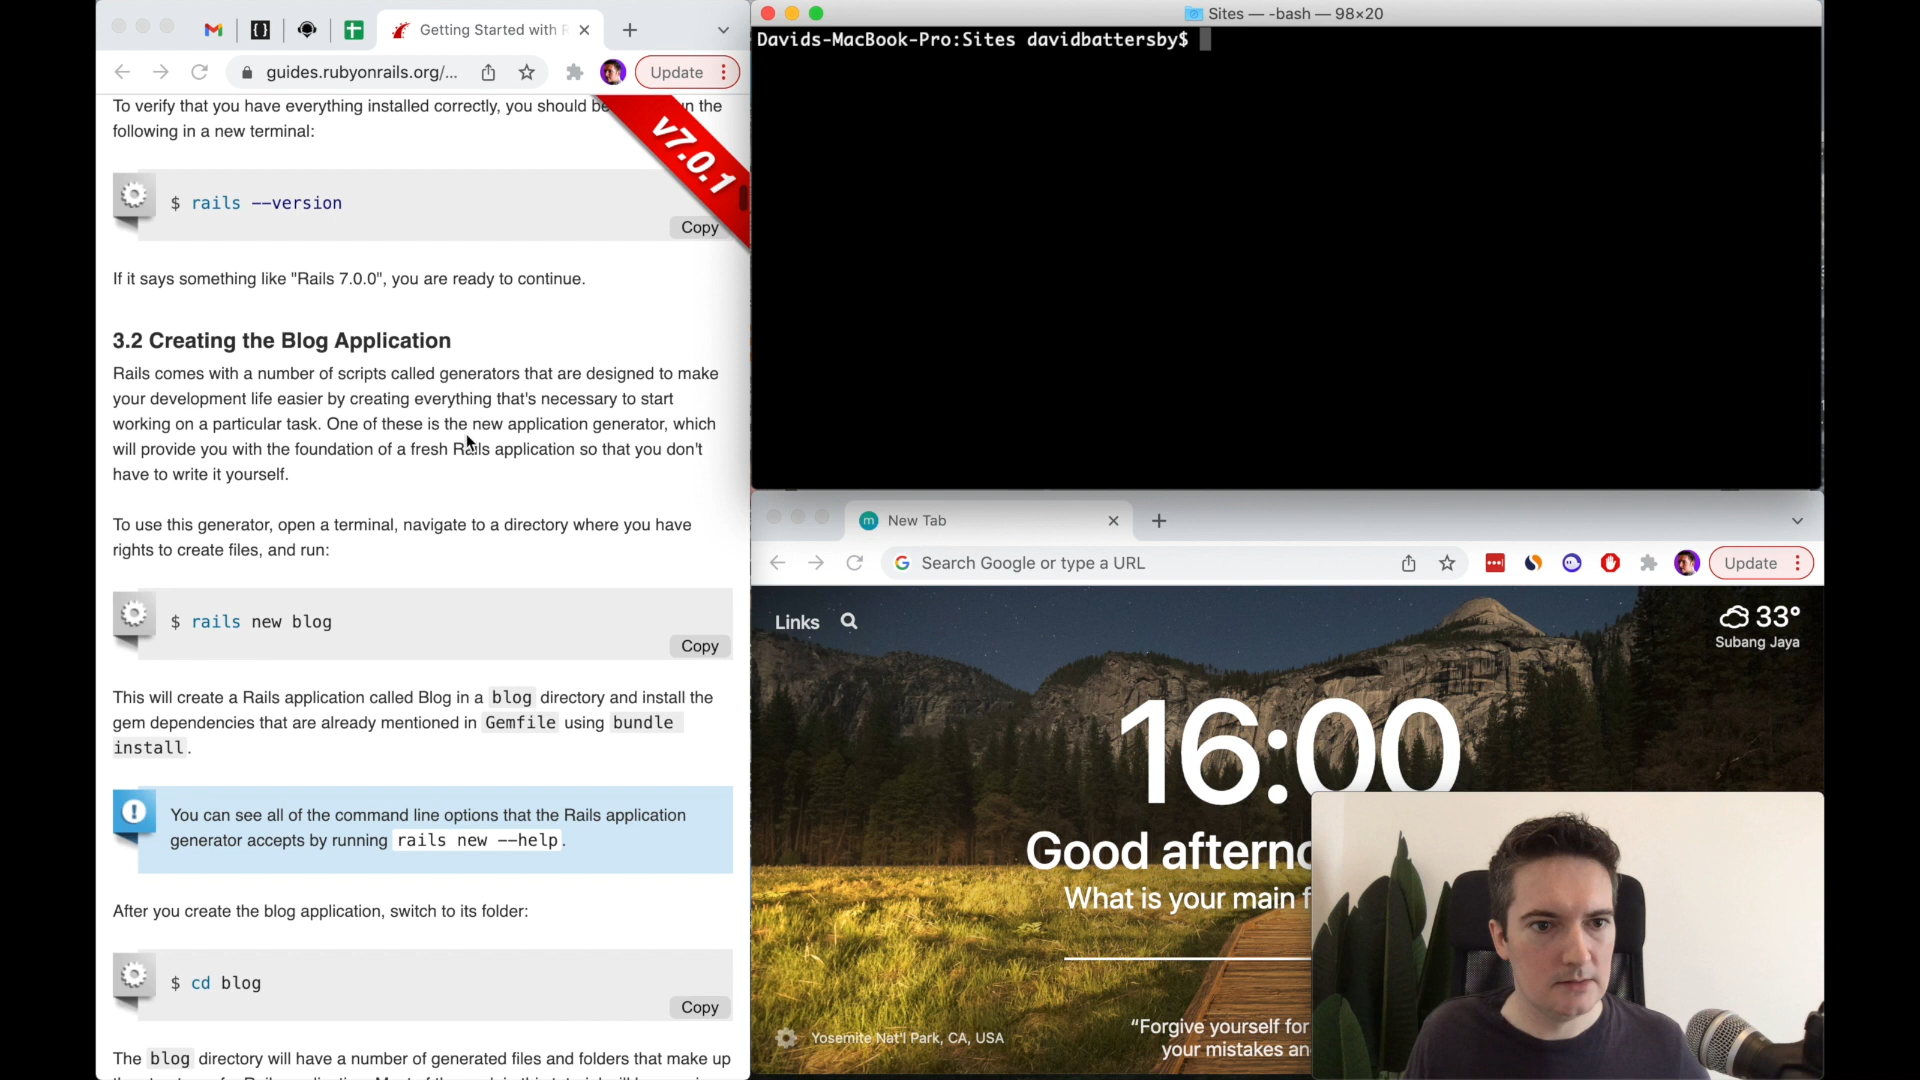 Getting Started with R
guides.rubyonrails.org/...
Update
To verify that you have everything installed correctly, you should be
n the
following in a new terminal:
v7.0.1
$ rails --version
Copy
If it says something like "Rails 7.0.0", you are ready to continue.
3.2 Creating the Blog Application
Rails comes with a number of scripts called generators that are designed to make
your development life easier by creating everything that's necessary to start
working on a particular task. One of these is the new application generator, which
will provide you with the foundation of a fresh Rails application so that you don't
have to write it yourself.
To use this generator, open a terminal, navigate to a directory where you have
rights to create files, and run:
$ rails new blog
Copy
This will create a Rails application called Blog in a blog directory and install the
gem dependencies that are already mentioned in Gemfile using bundle
install.
You can see all of the command line options that the Rails application
generator accepts by running rails new --help.
After you create the blog application, switch to its folder:
$ cd blog
Copy
The blog directory will have a number of generated files and folders that make up
Sites — -bash — 98×20
Davids-MacBook-Pro:Sites davidbattersby$
New Tab
Search Google or type a URL
Update
Links
33°
Subang Jaya
16:00
Good afterno
What is your main f
Yosemite Nat'l Park, CA, USA
“Forgive yourself for
your mistakes an